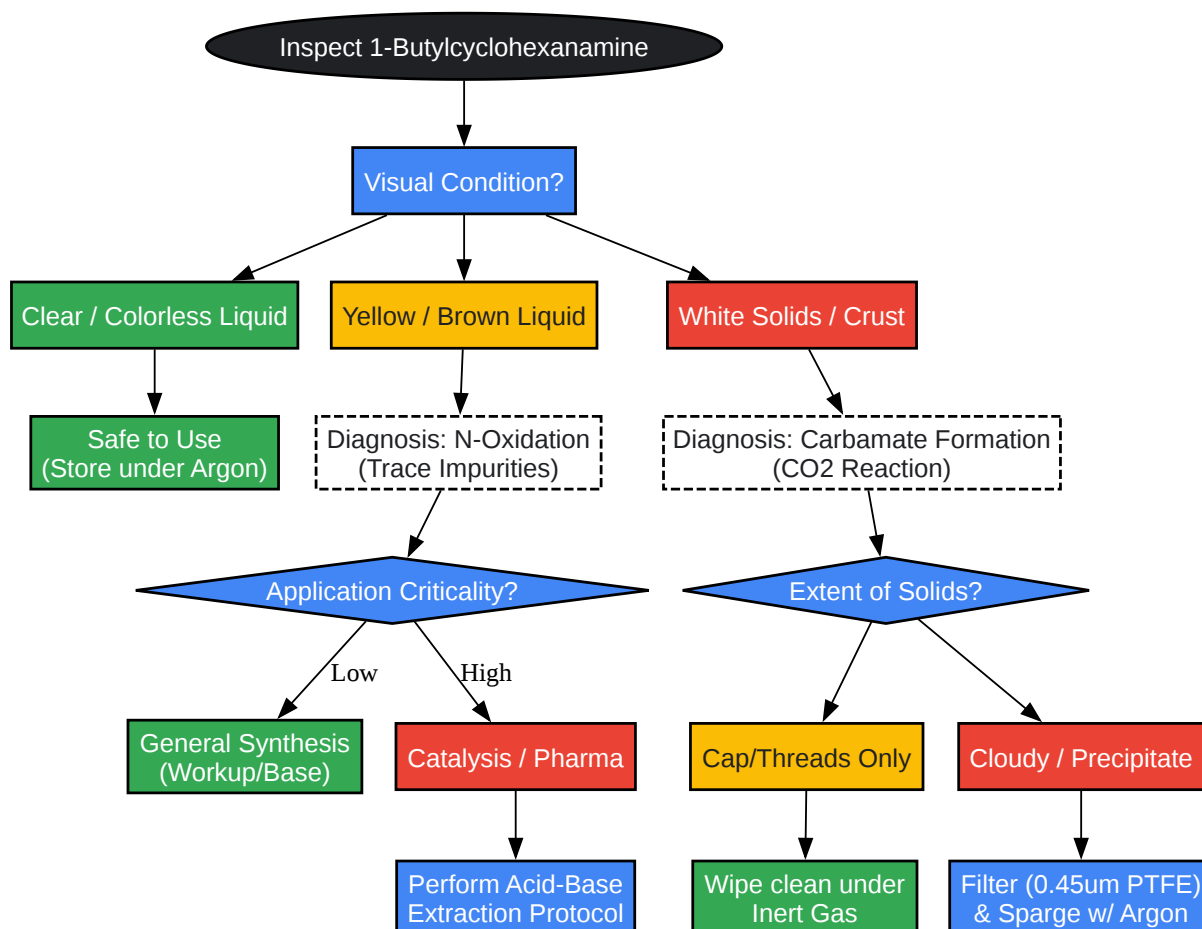 Inspect 1-Butylcyclohexanamine
Visual Condition?
Clear / Colorless Liquid
Yellow / Brown Liquid
White Solids / Crust
Safe to Use
(Store under Argon)
Diagnosis: N-Oxidation
(Trace Impurities)
Diagnosis: Carbamate Formation
(CO2 Reaction)
Application Criticality?
Extent of Solids?
Low
High
General Synthesis
(Workup/Base)
Catalysis / Pharma
Cap/Threads Only
Cloudy / Precipitate
Perform Acid-Base
Extraction Protocol
Wipe clean under
Inert Gas
Filter (0.45um PTFE)
& Sparge w/ Argon